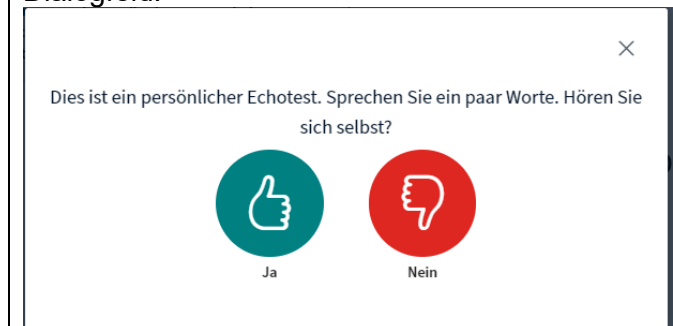 Dies ist ein persönlicher Echotest. Sprechen Sie ein paar Worte. Hören Sie
sich selbst?
Ja
Nein